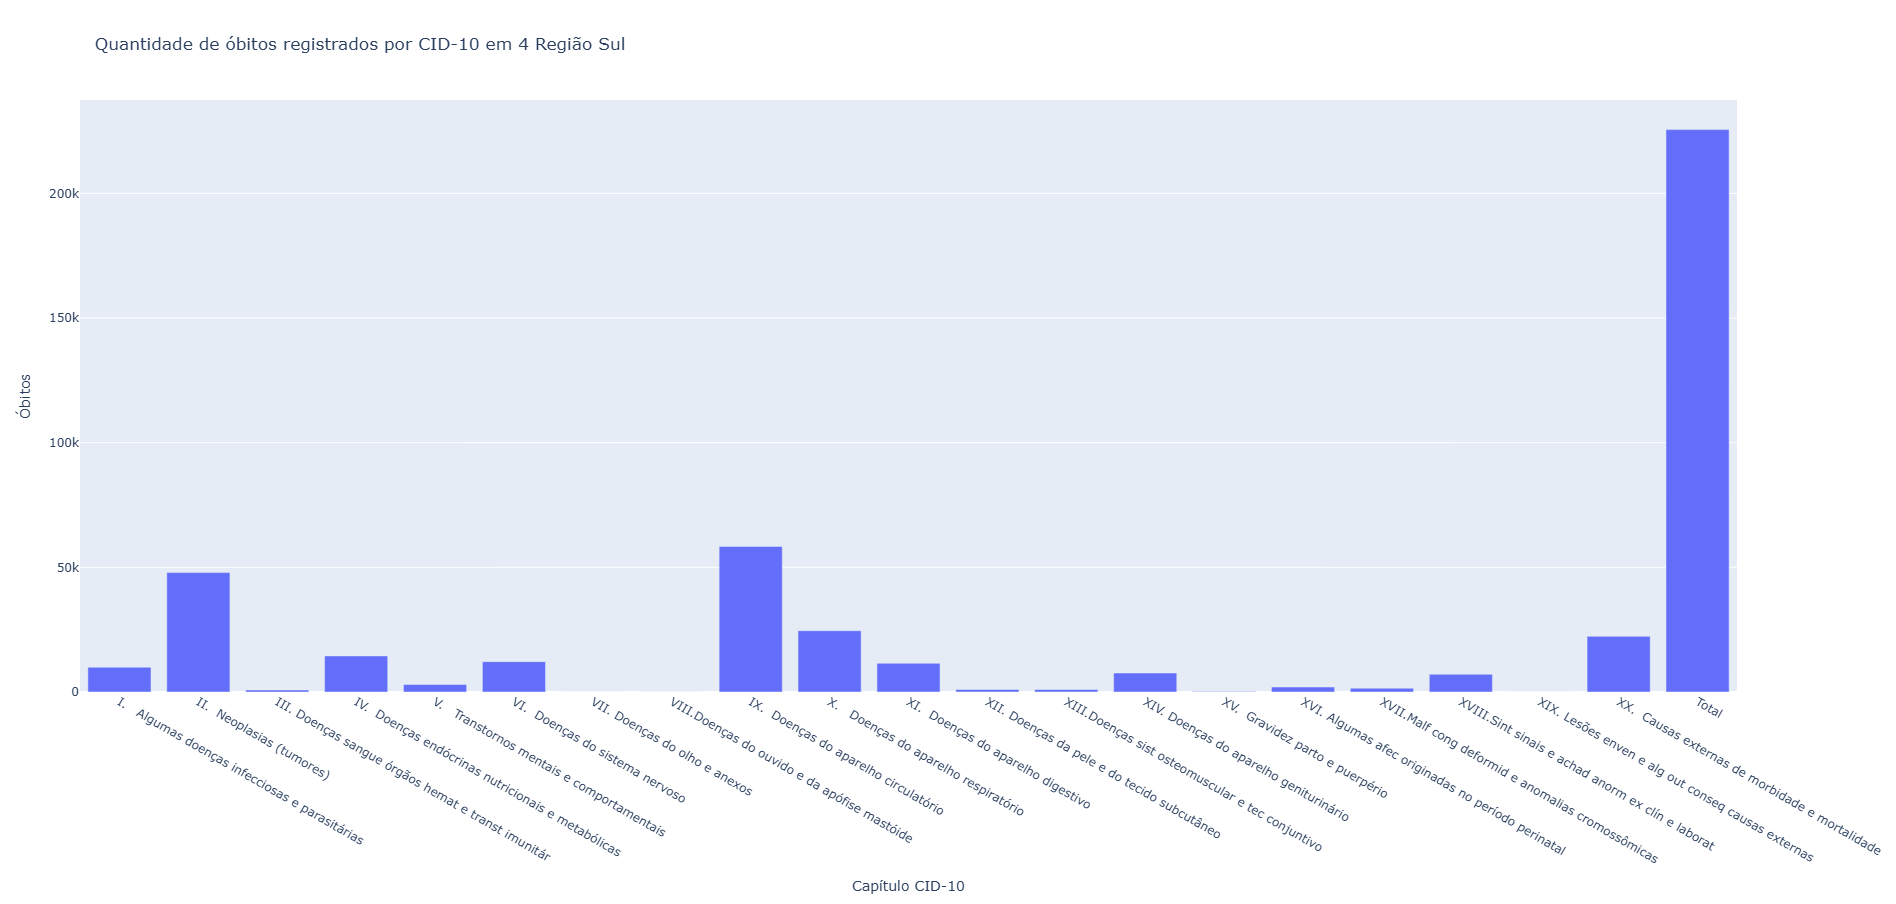 Quantidade de óbitos registrados por CID-10 em 4 Região Sul
200k
150k
100k
50k
0
Óbitos
I.   Algumas doenças infecciosas e parasitárias
II.  Neoplasias (tumores)
III. Doenças sangue órgãos hemat e transt imunitár
IV.  Doenças endócrinas nutricionais e metabólicas
V.   Transtornos mentais e comportamentais
VI.  Doenças do sistema nervoso
VII. Doenças do olho e anexos
VIII.Doenças do ouvido e da apófise mastóide
IX.  Doenças do aparelho circulatório
X.   Doenças do aparelho respiratório
XI.  Doenças do aparelho digestivo
XII. Doenças da pele e do tecido subcutâneo
XIII.Doenças sist osteomuscular e tec conjuntivo
XIV. Doenças do aparelho geniturinário
XV.  Gravidez parto e puerpério
XVI. Algumas afec originadas no período perinatal
XVII.Malf cong deformid e anomalias cromossômicas
XVIII.Sint sinais e achad anorm ex clín e laborat
XIX. Lesões enven e alg out conseq causas externas
XX.  Causas externas de morbidade e mortalidade
Total
Capítulo CID-10